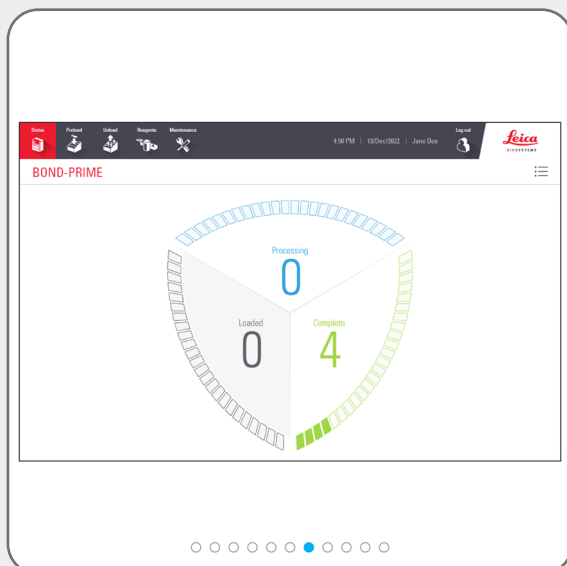 Status Preload Unload Reagents Maintenance 4:50 PM | 13/Dec/2022 | Jane Doe Log out Leica
BIOSYSTEMS
BOND-PRIME
Processing
0
Loaded
0
Complete
4